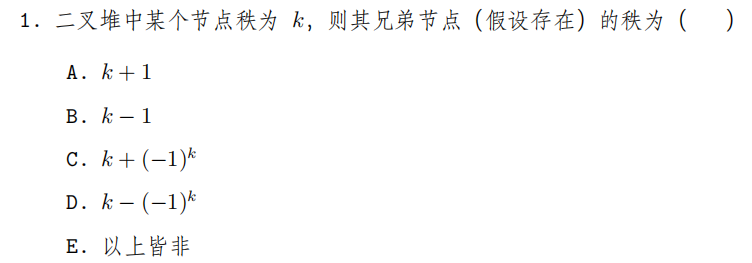 1. 二叉堆中某个节点秩为 k，则其兄弟节点（假设存在）的秩为（　　）
A. k + 1
B. k − 1
C. k + (−1)^k
D. k − (−1)^k
E. 以上皆非